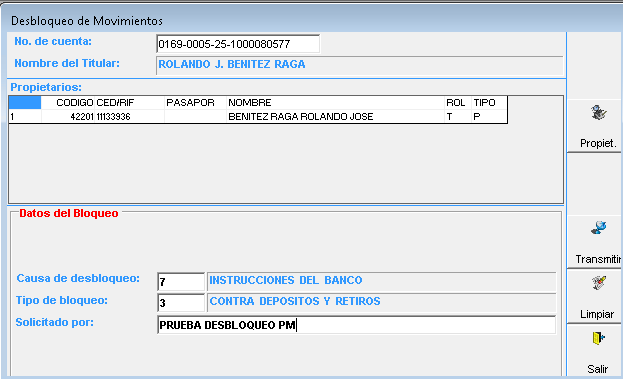 Desbloqueo de Movimientos
No. de cuenta: 0169-0005-25-1000080577
Nombre del Titular: ROLANDO J. BENITEZ RAGA
Propietarios:
CODIGO CED/RIF PASAPOR NOMBRE ROL TIPO
1 42201 11133936 BENITEZ RAGA ROLANDO JOSE T P
Propiet.
Datos del Bloqueo
Transmitir
Causa de desbloqueo: 7 INSTRUCCIONES DEL BANCO
Tipo de bloqueo: 3 CONTRA DEPOSITOS Y RETIROS
Limpiar
Solicitado por: PRUEBA DESBLOQUEO PM
Salir